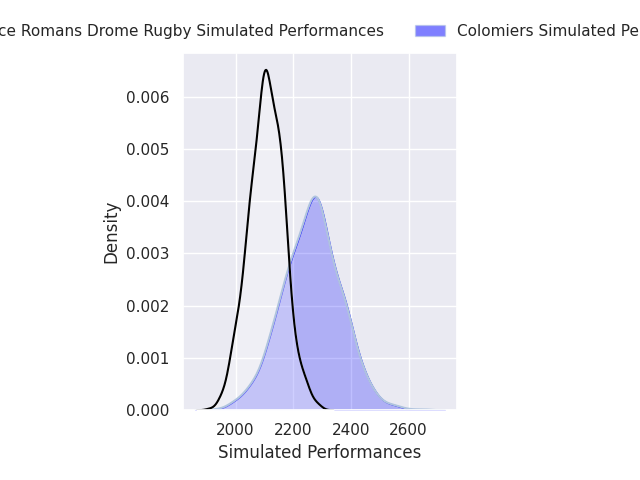 ce Romans Drome Rugby Simulated Performances
Colomiers Simulated Pe
0.006
0.005
0.004
0.003
0.002
0.001
0.000
Density
2000 2200 2400 2600
Simulated Performances